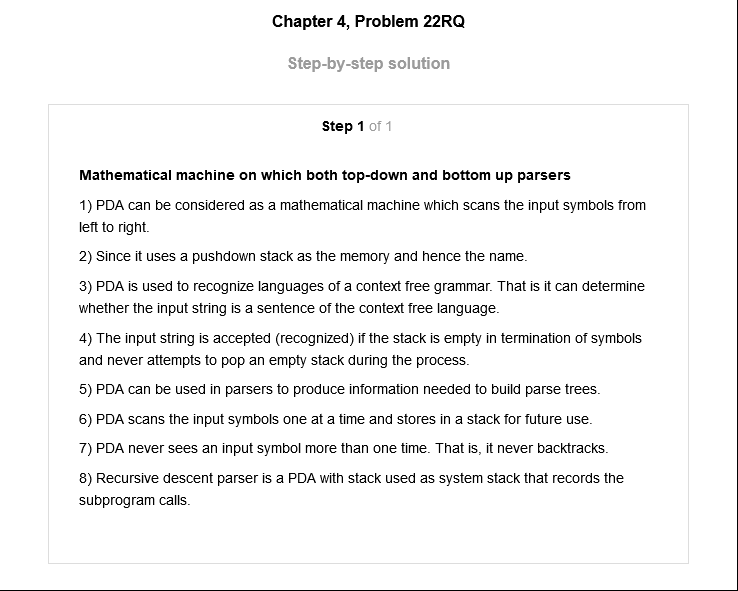 Chapter 4, Problem 22RQ
Step-by-step solution
Step 1 of 1
Mathematical machine on which both top-down and bottom up parsers
1) PDA can be considered as a mathematical machine which scans the input symbols from
left to right.
2) Since it uses a pushdown stack as the memory and hence the name.
3) PDA is used to recognize languages of a context free grammar. That is it can determine
whether the input string is a sentence of the context free language.
4) The input string is accepted (recognized) if the stack is empty in termination of symbols
and never attempts to pop an empty stack during the process.
5) PDA can be used in parsers to produce information needed to build parse trees.
6) PDA scans the input symbols one at a time and stores in a stack for future use.
7) PDA never sees an input symbol more than one time. That is, it never backtracks.
8) Recursive descent parser is a PDA with stack used as system stack that records the
subprogram calls.